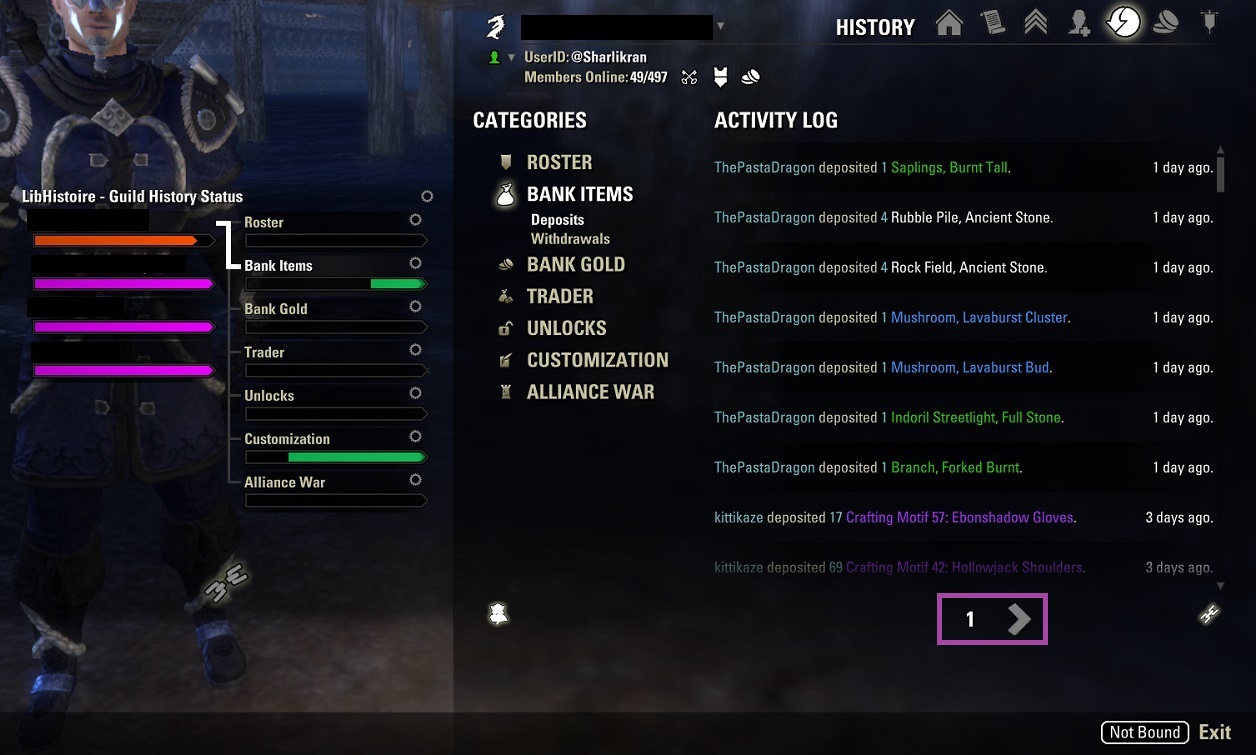 HISTORY
UserID: @Sharlikran
Members Online: 49/497
LibHistoire - Guild History Status
Roster
Bank Items
Bank Gold
Trader
Unlocks
Customization
Alliance War
CATEGORIES
ROSTER
BANK ITEMS
Deposits
Withdrawals
BANK GOLD
TRADER
UNLOCKS
CUSTOMIZATION
ALLIANCE WAR
ACTIVITY LOG
ThePastaDragon deposited 1 Saplings, Burnt Tall. 1 day ago.
ThePastaDragon deposited 4 Rubble Pile, Ancient Stone. 1 day ago.
ThePastaDragon deposited 4 Rock Field, Ancient Stone. 1 day ago.
ThePastaDragon deposited 1 Mushroom, Lavaburst Cluster. 1 day ago.
ThePastaDragon deposited 1 Mushroom, Lavaburst Bud. 1 day ago.
ThePastaDragon deposited 1 Indoril Streetlight, Full Stone. 1 day ago.
ThePastaDragon deposited 1 Branch, Forked Burnt. 1 day ago.
kittikaze deposited 17 Crafting Motif 57: Ebonshadow Gloves. 3 days ago.
kittikaze deposited 69 Crafting Motif 42: Hollowjack Shoulders. 3 days ago.
1
Not Bound Exit